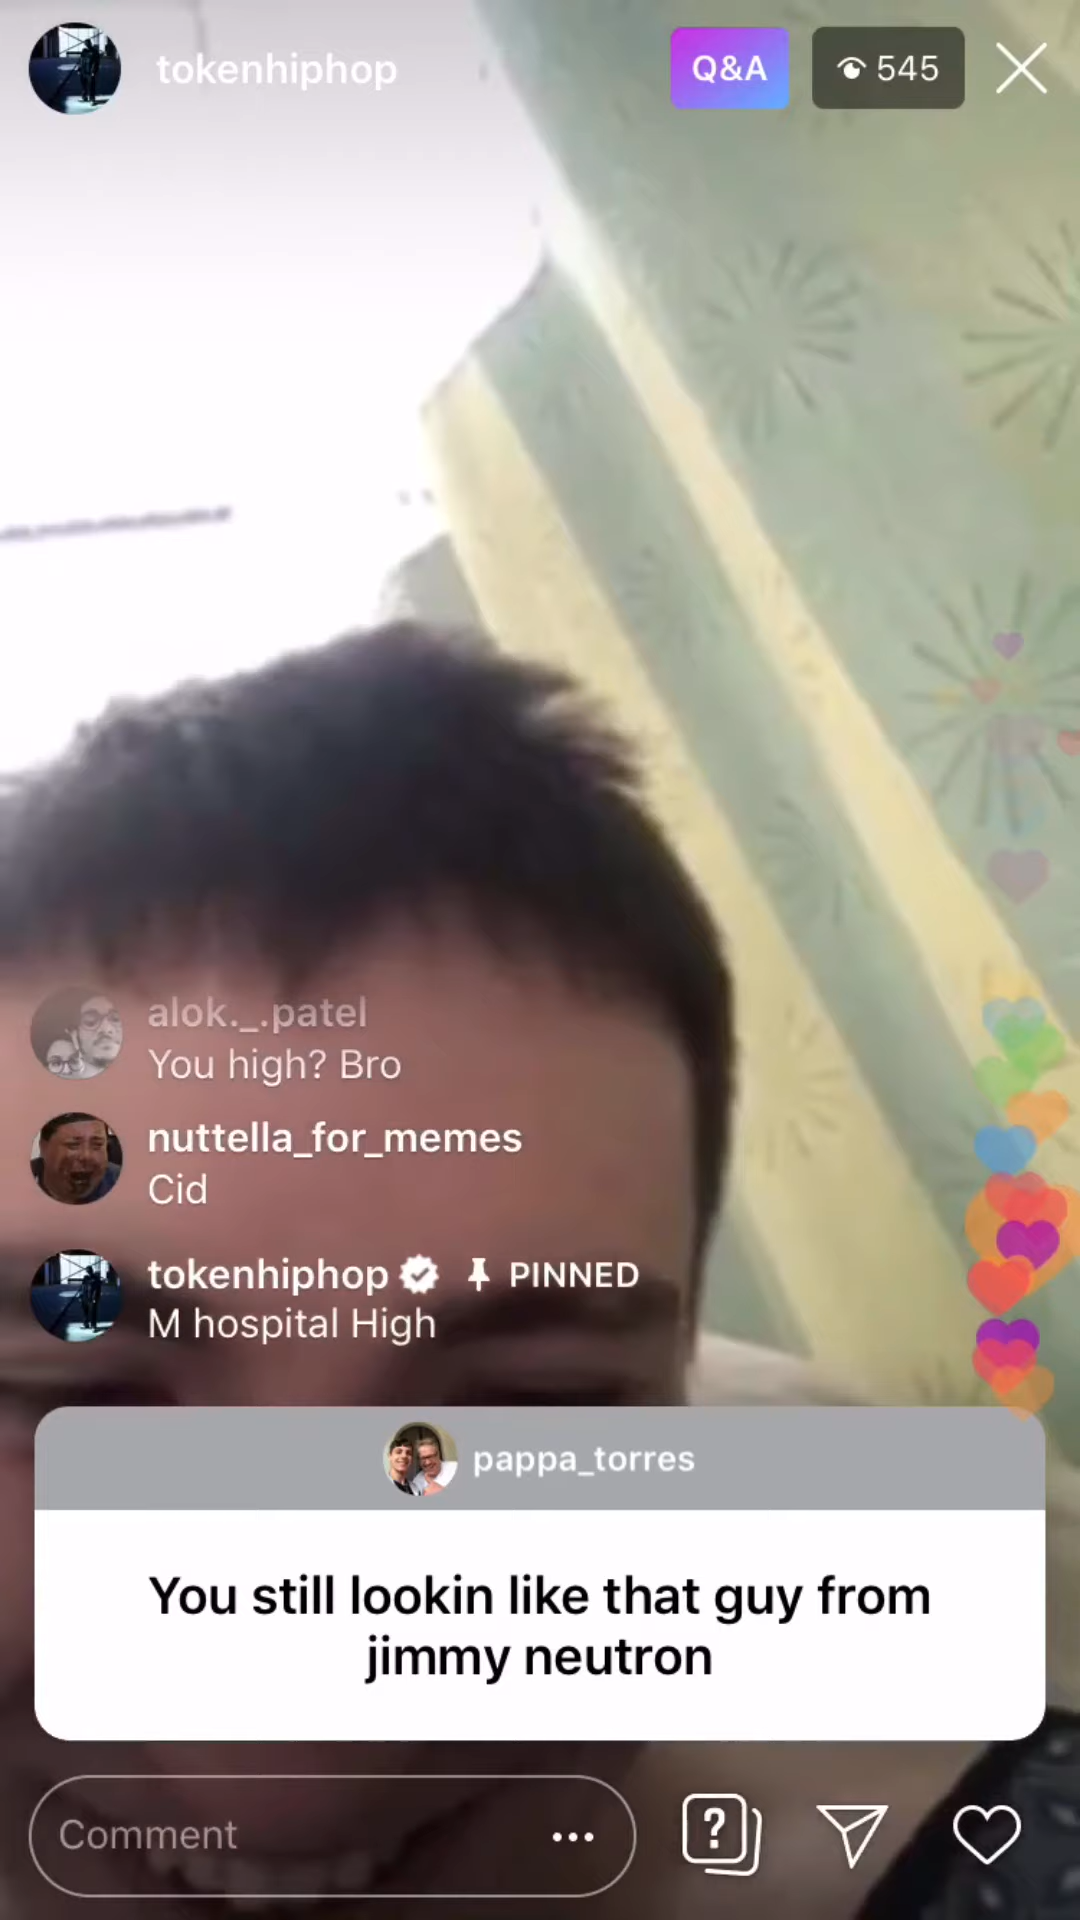 tokenhiphop
Q&A
545
alok._.patel
You high? Bro
nuttella_for_memes
Cid
tokenhiphop PINNED
M hospital High
pappa_torres
You still lookin like that guy from
jimmy neutron
Comment
?